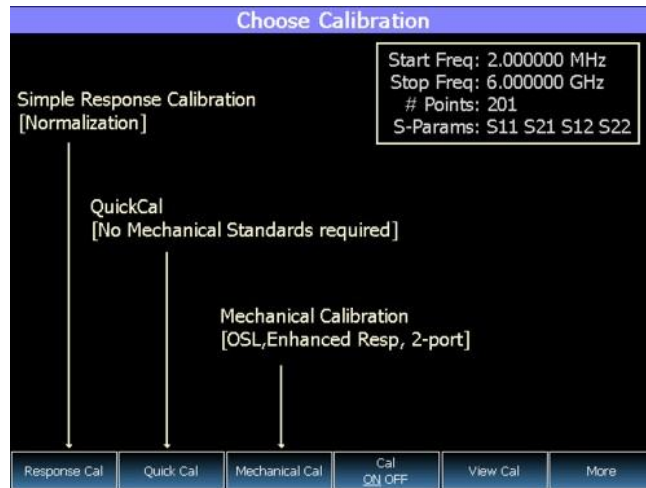 Choose Calibration
Start Freq: 2.000000 MHz
Stop Freq: 6.000000 GHz
# Points: 201
S-Params: S11 S21 S12 S22
Simple Response Calibration
[Normalization]
QuickCal
[No Mechanical Standards required]
Mechanical Calibration
[OSL,Enhanced Resp, 2-port]
Response Cal
Quick Cal
Mechanical Cal
Cal
ON OFF
View Cal
More